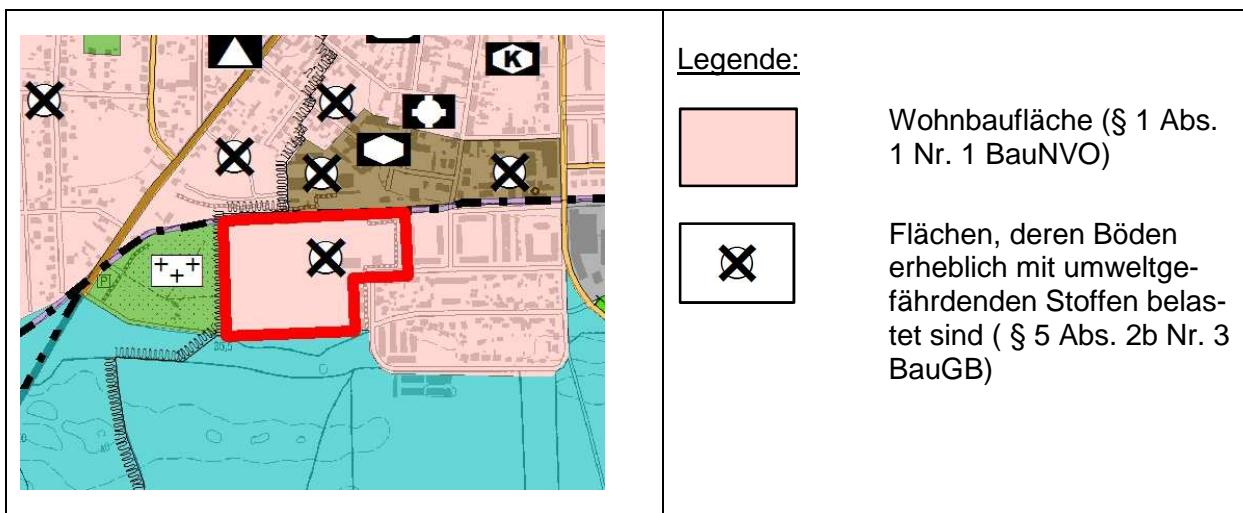 K
P
Legende:
Wohnbaufläche (§ 1 Abs.
1 Nr. 1 BauNVO)
Flächen, deren Böden
erheblich mit umweltge-
fährdenden Stoffen belas-
tet sind ( § 5 Abs. 2b Nr. 3
BauGB)